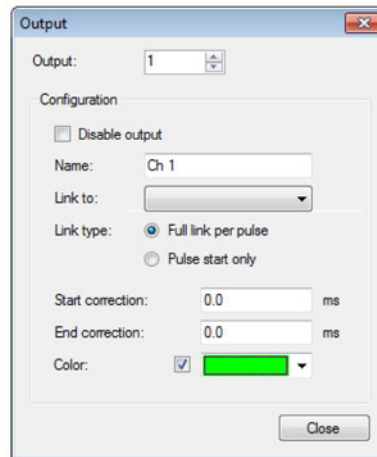 Output
Output: 1
Configuration
Disable output
Name: Ch 1
Link to:
Link type: Full link per pulse
Pulse start only
Start correction: 0.0 ms
End correction: 0.0 ms
Color:
Close